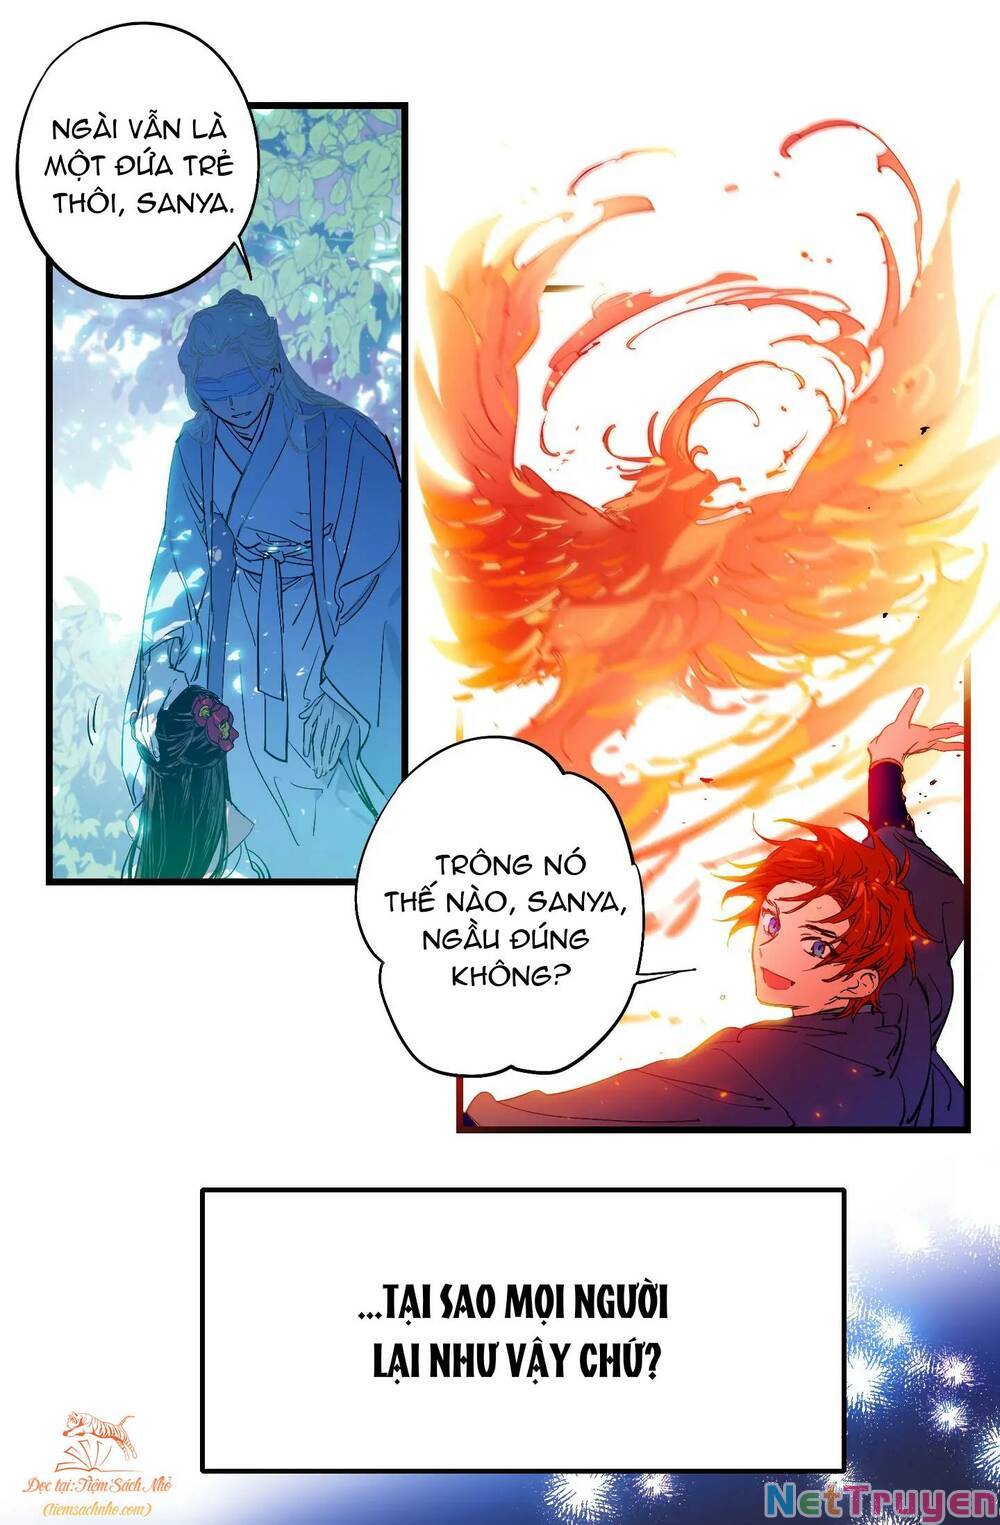 NGÀI VẪN LÀ
MỘT ĐỨA TRẺ
THÔI, SANYA.
TRÔNG NÓ
THẾ NÀO, SANYA,
NGẦU ĐÚNG
KHÔNG?
...TẠI SAO MỌI NGƯỜI
LẠI NHƯ VẬY CHỨ?
Đọc tại: Tiệm Sách Nhỏ
(tiemsachnho.com)
NetTruyen